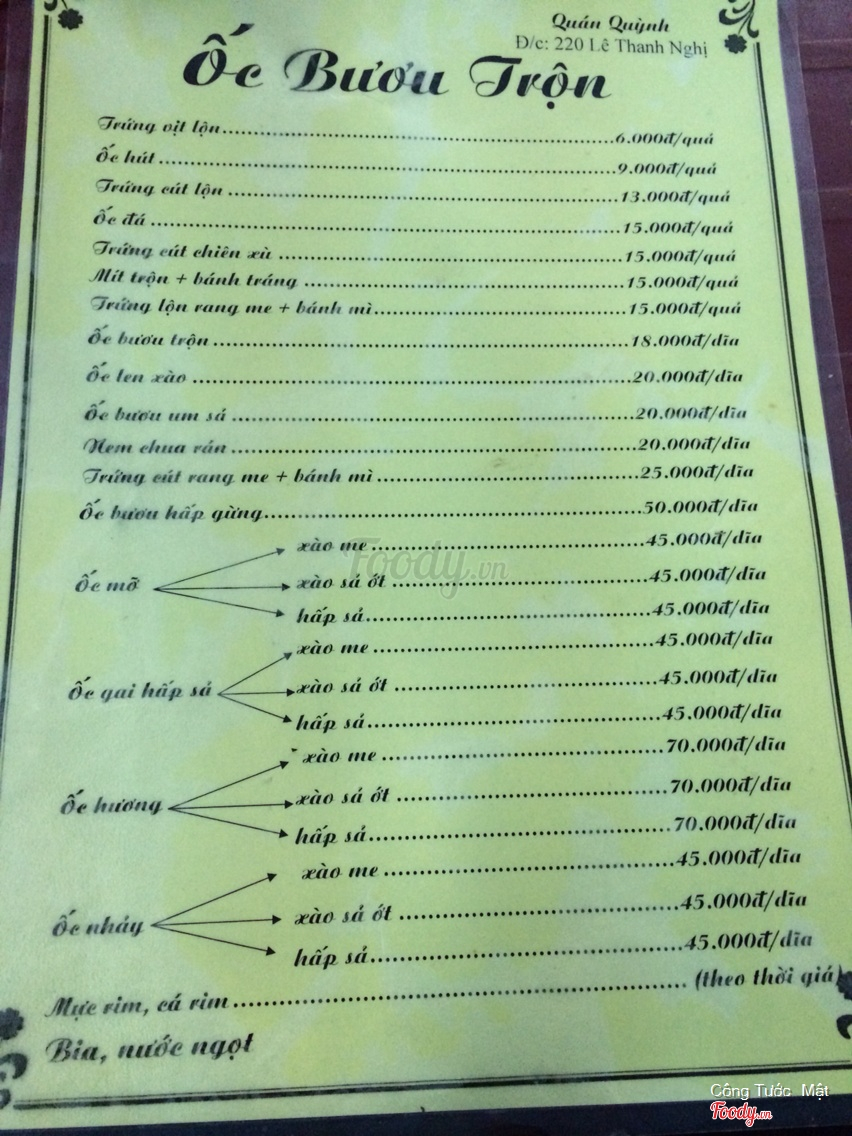 Quán Quỳnh
Đ/c: 220 Lê Thanh Nghị
Ốc Bươu Trộn
Trứng vịt lộn......6.000đ/quả
Ốc hút......9.000đ/quả
Trứng cút lộn......13.000đ/quả
Ốc đá......15.000đ/quả
Trứng cút chiên xù......15.000đ/quả
Mít trộn + bánh tráng......15.000đ/quả
Trứng lộn rang me + bánh mì......15.000đ/quả
Ốc bươu trộn......18.000đ/dĩa
Ốc len xào......20.000đ/dĩa
Ốc bươu um sả......20.000đ/dĩa
Nem chua rán......20.000đ/dĩa
Trứng cút rang me + bánh mì......25.000đ/dĩa
Ốc bươu hấp gừng......50.000đ/dĩa
xào me......45.000đ/dĩa
Ốc mỡ xào sả ớt......45.000đ/dĩa
hấp sả......45.000đ/dĩa
xào me......45.000đ/dĩa
Ốc gai hấp sả xào sả ớt......45.000đ/dĩa
hấp sả......45.000đ/dĩa
xào me......70.000đ/dĩa
Ốc hương xào sả ớt......70.000đ/dĩa
hấp sả......70.000đ/dĩa
xào me......45.000đ/dĩa
Ốc nhảy xào sả ớt......45.000đ/dĩa
hấp sả......45.000đ/dĩa
Mực rim, cá rim......(theo thời giá)
Bia, nước ngọt
Foody.vn
Công Tước Mật
Foody.vn